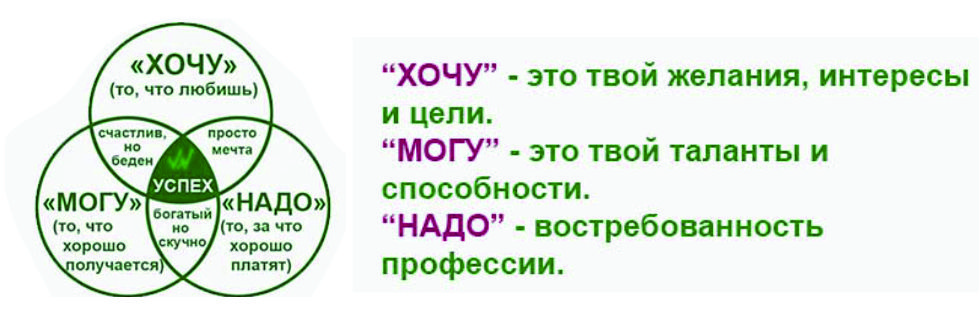 «ХОЧУ»
(то, что любишь)
счастлив,
но
беден
просто
мечта
УСПЕХ
«МОГУ»
(то, что
хорошо
получается)
богатый
но
скучно
«НАДО»
(то, за что
хорошо
платят)
“ХОЧУ” - это твой желания, интересы
и цели.
“МОГУ” - это твой таланты и
способности.
“НАДО” - востребованность
профессии.